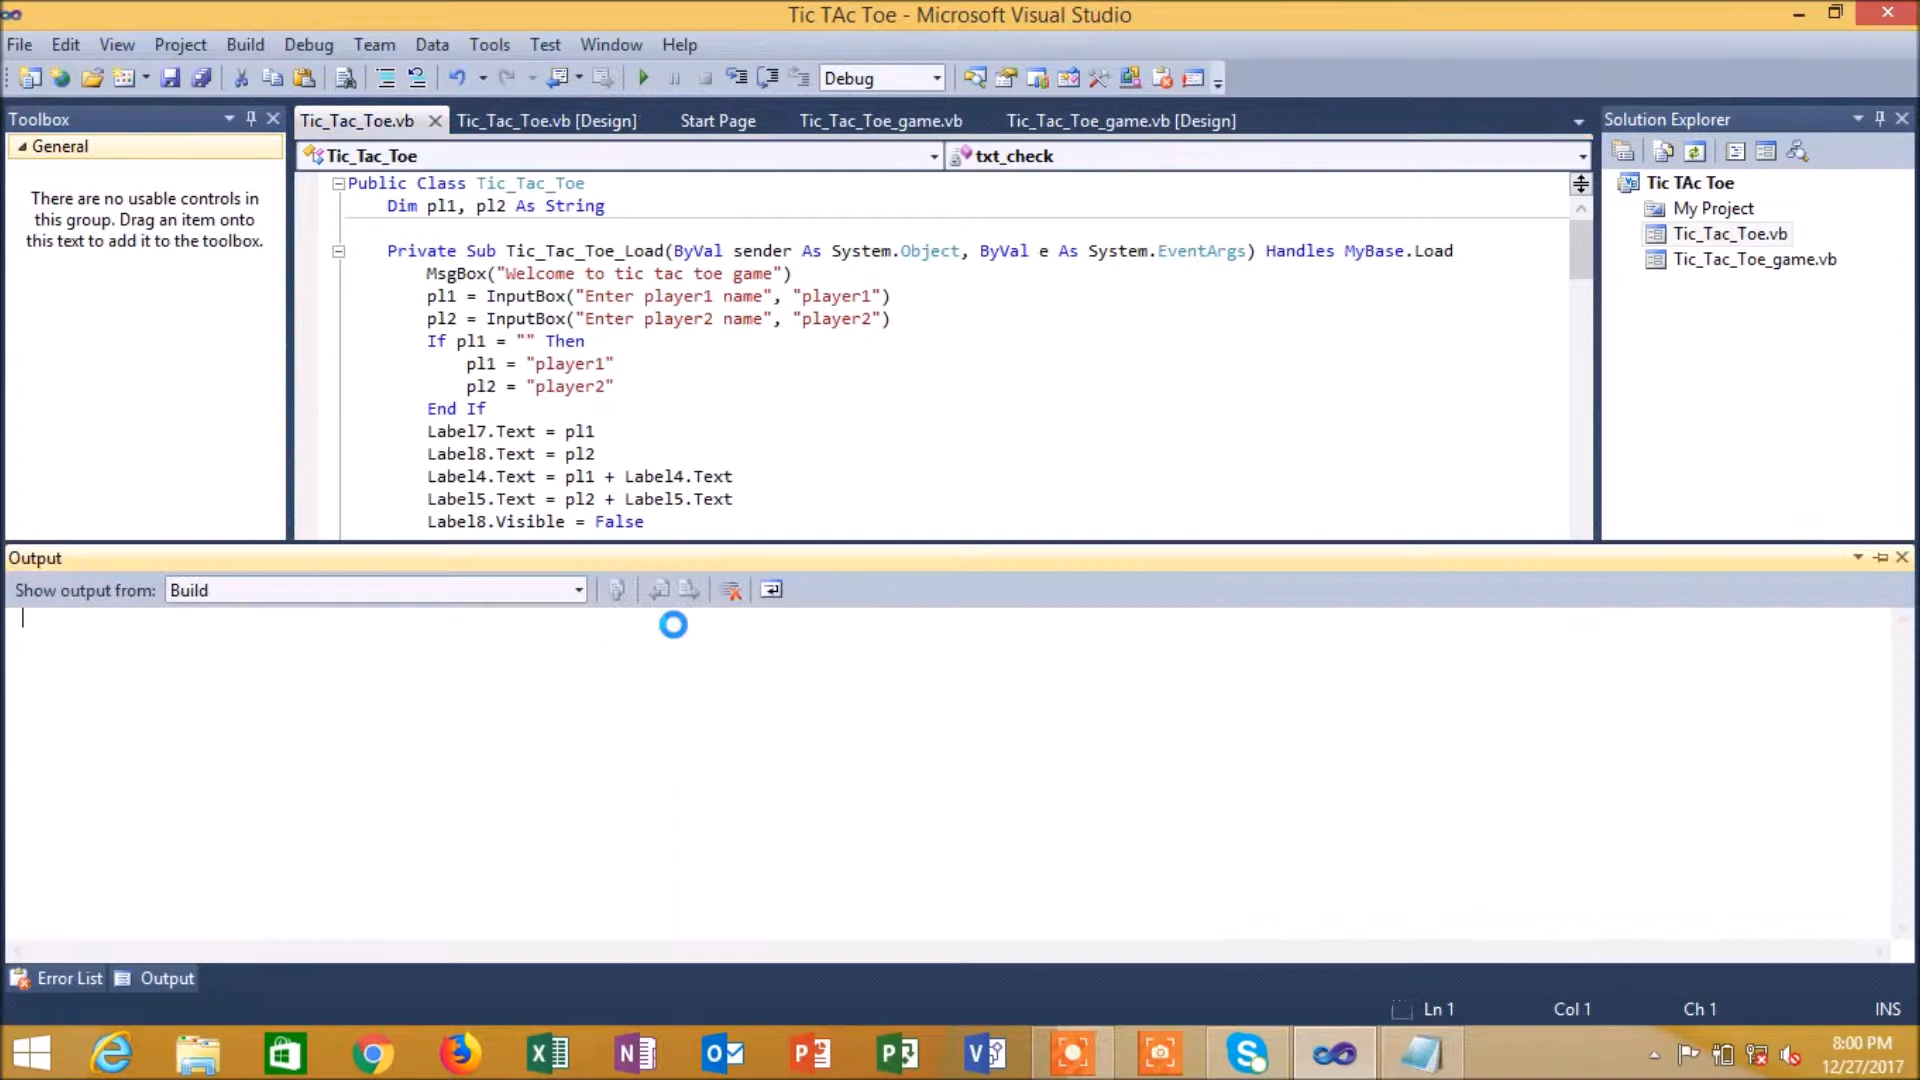 Tic TAc Toe - Microsoft Visual Studio
File Edit View Project Build Debug Team Data Tools Test Window Help
Debug
Toolbox
General
There are no usable controls in
this group. Drag an item onto
this text to add it to the toolbox.
Tic_Tac_Toe.vb
Tic_Tac_Toe.vb [Design]
Start Page
Tic_Tac_Toe_game.vb
Tic_Tac_Toe_game.vb [Design]
Tic_Tac_Toe
txt_check
Public Class Tic_Tac_Toe
Dim pl1, pl2 As String
Private Sub Tic_Tac_Toe_Load(ByVal sender As System.Object, ByVal e As System.EventArgs) Handles MyBase.Load
MsgBox("Welcome to tic tac toe game")
pl1 = InputBox("Enter player1 name", "player1")
pl2 = InputBox("Enter player2 name", "player2")
If pl1 = "" Then
pl1 = "player1"
pl2 = "player2"
End If
Label7.Text = pl1
Label8.Text = pl2
Label4.Text = pl1 + Label4.Text
Label5.Text = pl2 + Label5.Text
Label8.Visible = False
Solution Explorer
VB
Tic TAc Toe
My Project
Tic_Tac_Toe.vb
Tic_Tac_Toe_game.vb
Output
Show output from: Build
Error List
Output
Ln 1
Col 1
Ch 1
INS
8:00 PM
12/27/2017